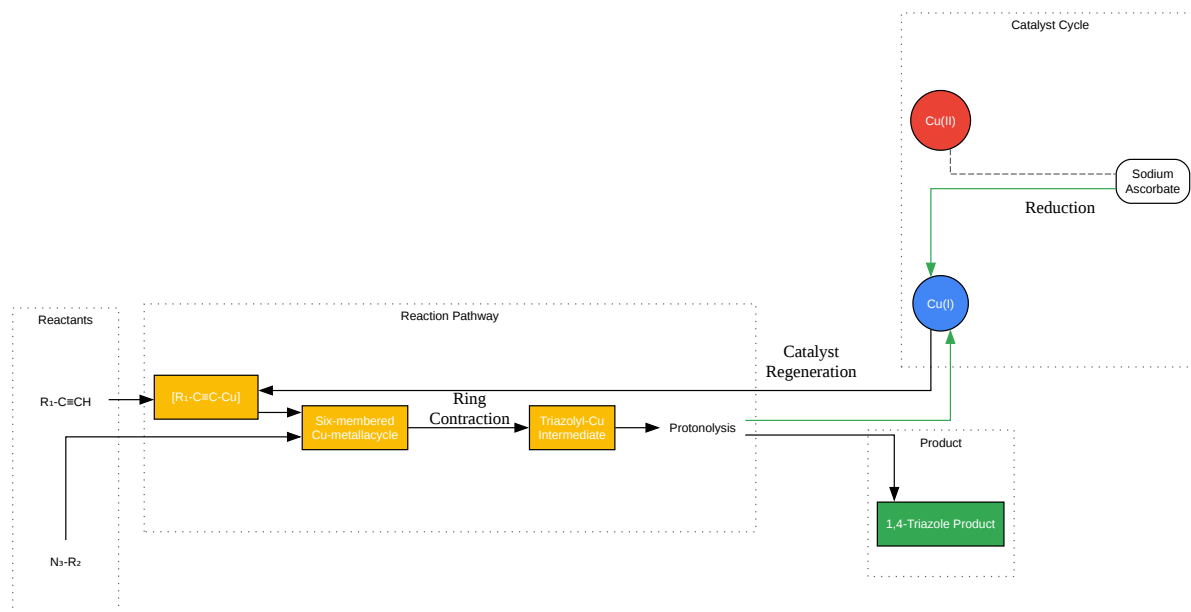 Catalyst Cycle
Cu(II)
Sodium
Ascorbate
Reduction
Cu(I)
Reactants
Reaction Pathway
Catalyst
Regeneration
R₁-C≡CH
[R₁-C≡C-Cu]
Ring
Contraction
Six-membered
Cu-metallacycle
Triazolyl-Cu
Intermediate
Protonolysis
Product
1,4-Triazole Product
N₃-R₂